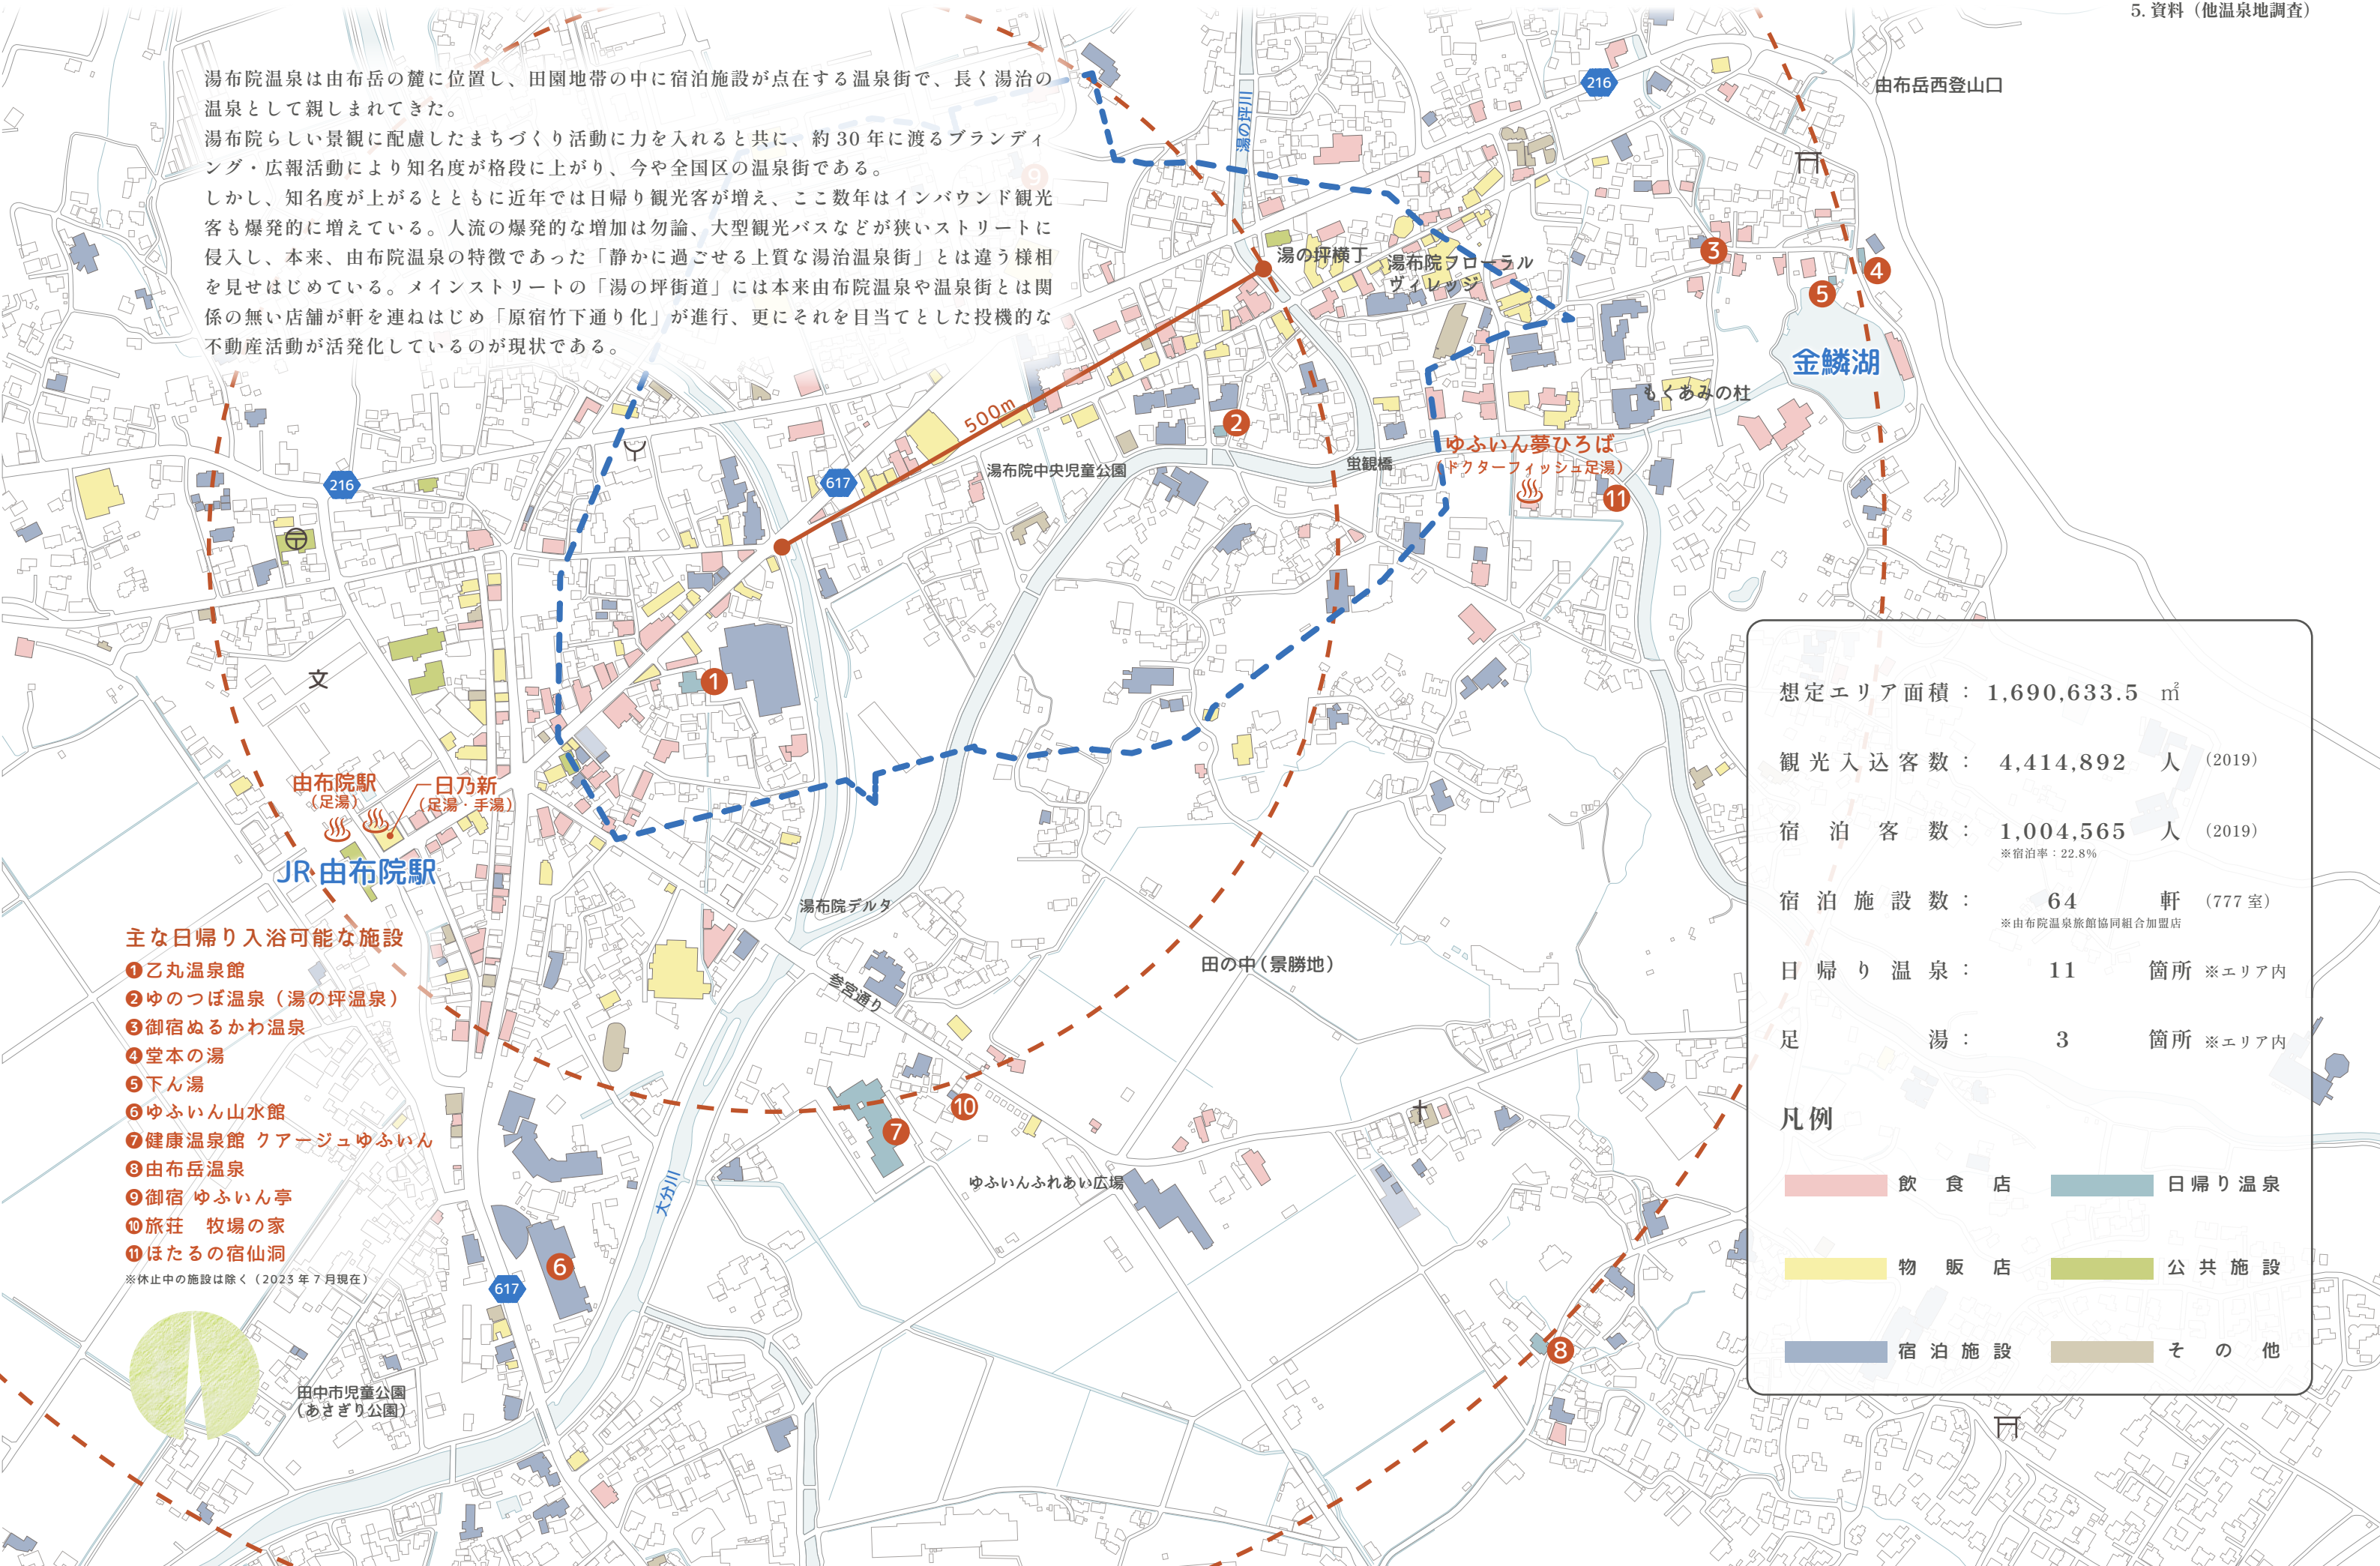 5. 資料（他温泉地調査）
湯布院温泉は由布岳の麓に位置し、田園地帯の中に宿泊施設が点在する温泉街で、長く湯治の
温泉として親しまれてきた。
湯布院らしい景観に配慮したまちづくり活動に力を入れると共に、約 30 年に渡るブランディ
ング・広報活動により知名度が格段に上がり、今や全国区の温泉街である。
しかし、知名度が上がるとともに近年では日帰り観光客が増え、ここ数年はインバウンド観光
客も爆発的に増えている。人流の爆発的な増加は勿論、大型観光バスなどが狭いストリートに
侵入し、本来、由布院温泉の特徴であった「静かに過ごせる上質な湯治温泉街」とは違う様相
を見せはじめている。メインストリートの「湯の坪街道」には本来由布院温泉や温泉街とは関
係の無い店舗が軒を連ねはじめ「原宿竹下通り化」が進行、更にそれを目当てとした投機的な
不動産活動が活発化しているのが現状である。
216
由布岳西登山口
湯の坪川
9
3
4
5
湯の坪横丁
湯布院フローラル
ヴィレッジ
金鱗湖
もくあみの杜
500m
2
ゆふいん夢ひろば
（ドクターフィッシュ足湯）
蛍観橋
湯布院中央児童公園
617
216
11
文
1
由布院駅
（足湯）
日乃新
（足湯・手湯）
JR 由布院駅
湯布院デルタ
参宮通り
田の中（景勝地）
主な日帰り入浴可能な施設
❶乙丸温泉館
❷ゆのつぼ温泉（湯の坪温泉）
❸御宿ぬるかわ温泉
❹堂本の湯
❺下ん湯
❻ゆふいん山水館
❼健康温泉館 クアージュゆふいん
❽由布岳温泉
❾御宿 ゆふいん亭
❿旅荘　牧場の家
⓫ほたるの宿仙洞
※休止中の施設は除く（2023 年 7 月現在）
10
7
ゆふいんふれあい広場
大分川
6
617
8
田中市児童公園
（あさぎり公園）
想定エリア面積： 1,690,633.5 ㎡
観光入込客数： 4,414,892 人 （2019）
宿泊客数： 1,004,565 人 （2019）
※宿泊率：22.8%
宿泊施設数： 64 軒 （777 室）
※由布院温泉旅館協同組合加盟店
日帰り温泉： 11 箇所 ※エリア内
足湯： 3 箇所 ※エリア内
凡例
飲食店 日帰り温泉
物販店 公共施設
宿泊施設 その他